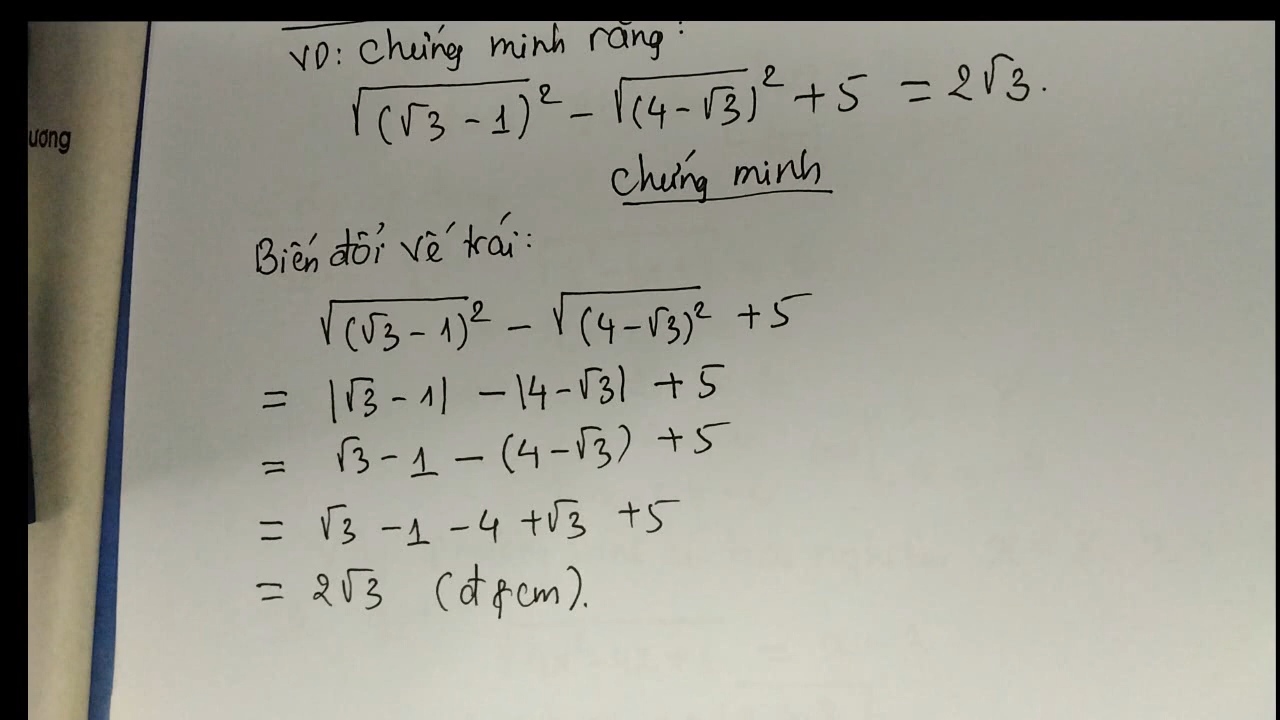 VD: Chứng minh rằng:
√(√3 - 1)² - √(4 - √3)² + 5 = 2√3.
ương
Chứng minh
Biến đổi vế trái:
√(√3 - 1)² - √(4 - √3)² + 5
= |√3 - 1| - |4 - √3| + 5
= √3 - 1 - (4 - √3) + 5
= √3 - 1 - 4 + √3 + 5
= 2√3 (đpcm).